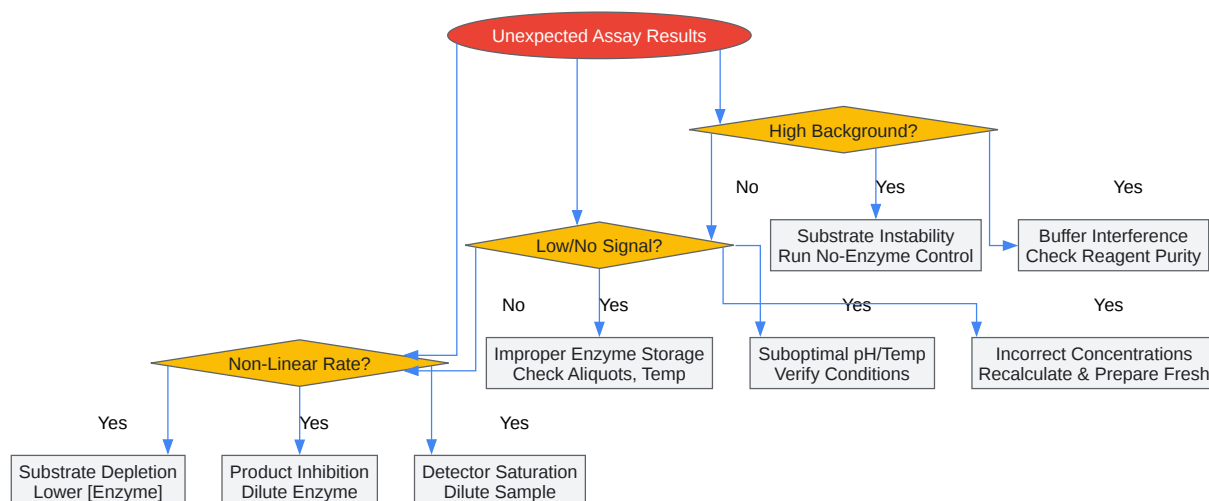 Unexpected Assay Results
High Background?
No
Yes
Yes
Substrate Instability
Run No-Enzyme Control
Buffer Interference
Check Reagent Purity
Low/No Signal?
No
Yes
Yes
Yes
Improper Enzyme Storage
Check Aliquots, Temp
Suboptimal pH/Temp
Verify Conditions
Incorrect Concentrations
Recalculate & Prepare Fresh
Non-Linear Rate?
Yes
Yes
Yes
Substrate Depletion
Lower [Enzyme]
Product Inhibition
Dilute Enzyme
Detector Saturation
Dilute Sample